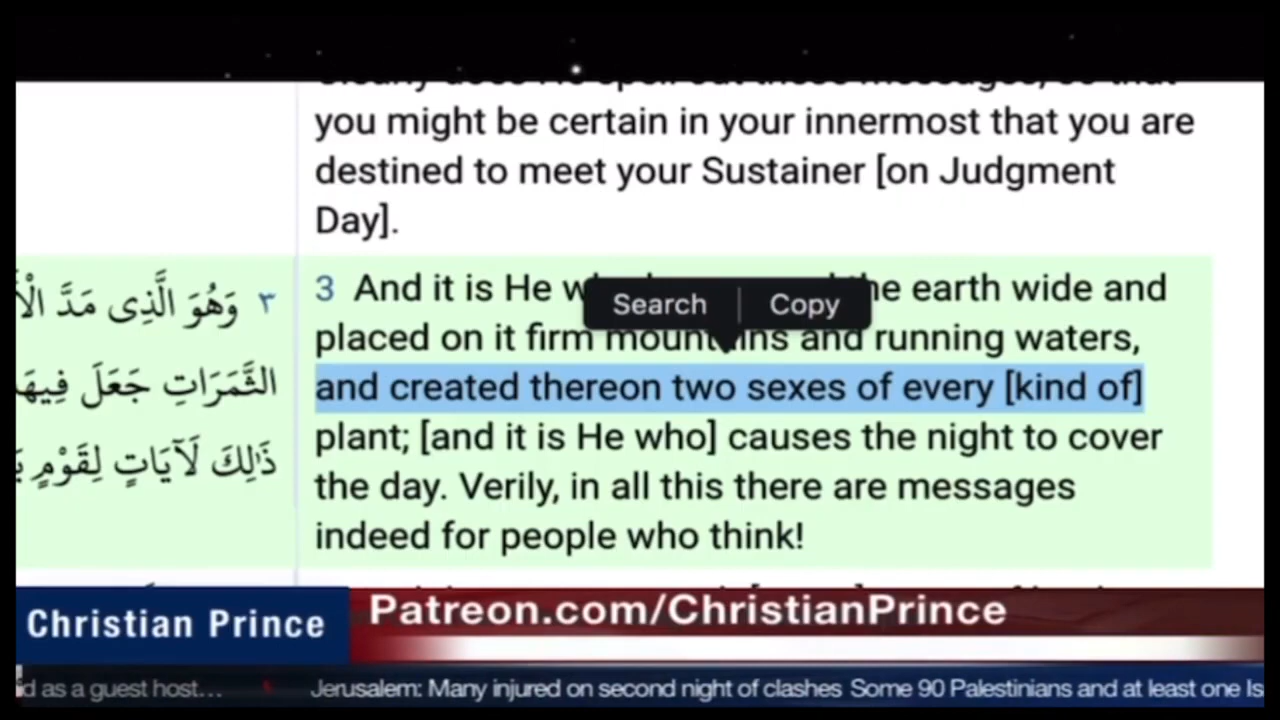 you might be certain in your innermost that you are
destined to meet your Sustainer [on Judgment
Day].
3 And it is He the earth wide and
Search Copy
placed on it firm mountains and running waters,
and created thereon two sexes of every [kind of]
plant; [and it is He who] causes the night to cover
the day. Verily, in all this there are messages
indeed for people who think!
٣ وَهُوَ الَّذِى مَدَّ
الثَّمَرَاتِ جَعَلَ
ذَٰلِكَ لَآيَاتٍ لِقَوْمٍ
Christian Prince
Patreon.com/ChristianPrince
as a guest host...
Jerusalem: Many injured on second night of clashes Some 90 Palestinians and at least one